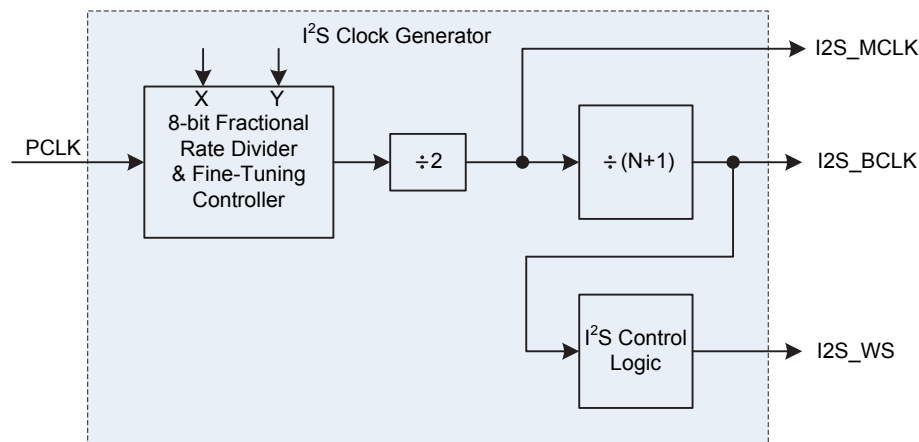 I²S Clock Generator
I2S_MCLK
X Y
8-bit Fractional
Rate Divider
& Fine-Tuning
Controller
PCLK
÷2
÷(N+1)
I2S_BCLK
I²S Control
Logic
I2S_WS